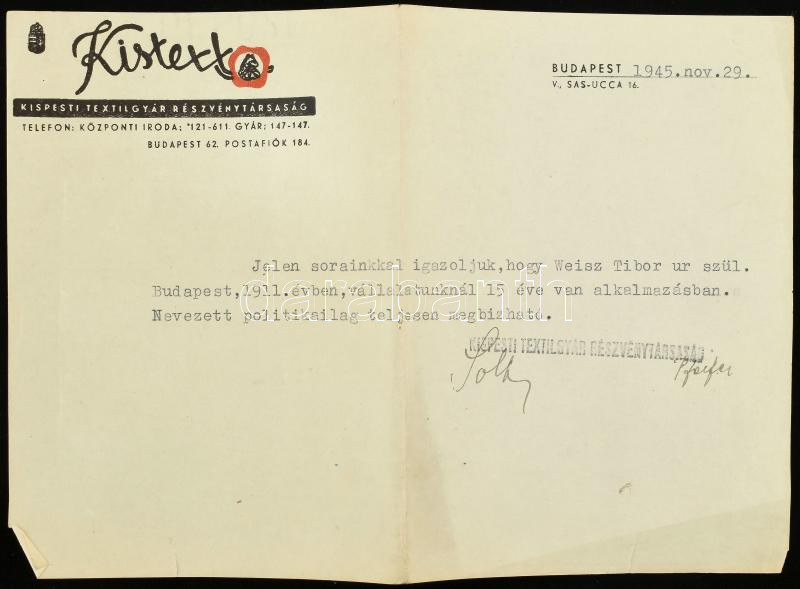 Kistext
KISPESTI TEXTILGYÁR RÉSZVÉNYTÁRSASÁG
TELEFON: KÖZPONTI IRODA: *121-611. GYÁR: 147-147.
BUDAPEST 62. POSTAFIÓK 184.
BUDAPEST 1945.nov.29.
V., SAS-UCCA 16.
Jelen sorainkkal igazoljuk,hogy Weisz Tibor ur szül.
Budapest,1911.évben,vállalatunknál 15 éve van alkalmazásban.
Nevezett politikailag teljesen megbizható.
darabanth
KISPESTI TEXTILGYÁR RÉSZVÉNYTÁRSASÁG